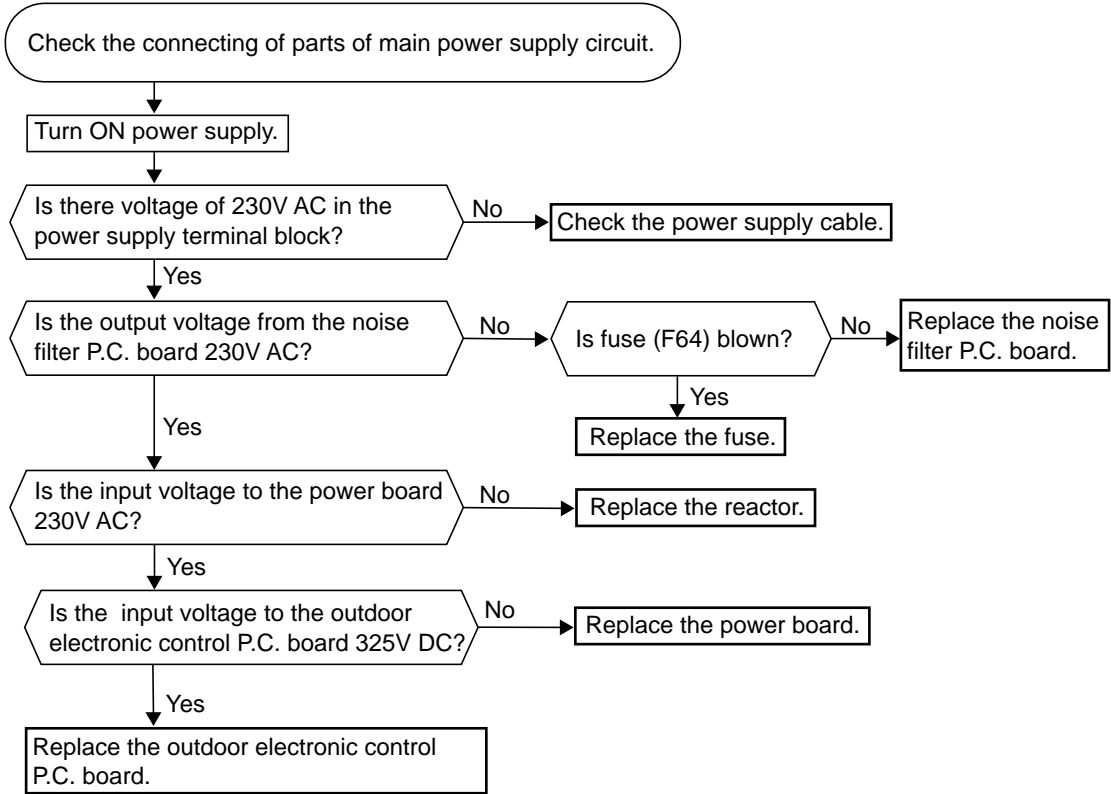 Check the connecting of parts of main power supply circuit.
Turn ON power supply.
Is there voltage of 230V AC in the
power supply terminal block?
No
Check the power supply cable.
Yes
Is the output voltage from the noise
filter P.C. board 230V AC?
No
Is fuse (F64) blown?
No
Replace the noise
filter P.C. board.
Yes
Replace the fuse.
Yes
Is the input voltage to the power board
230V AC?
No
Replace the reactor.
Yes
Is the input voltage to the outdoor
electronic control P.C. board 325V DC?
No
Replace the power board.
Yes
Replace the outdoor electronic control
P.C. board.